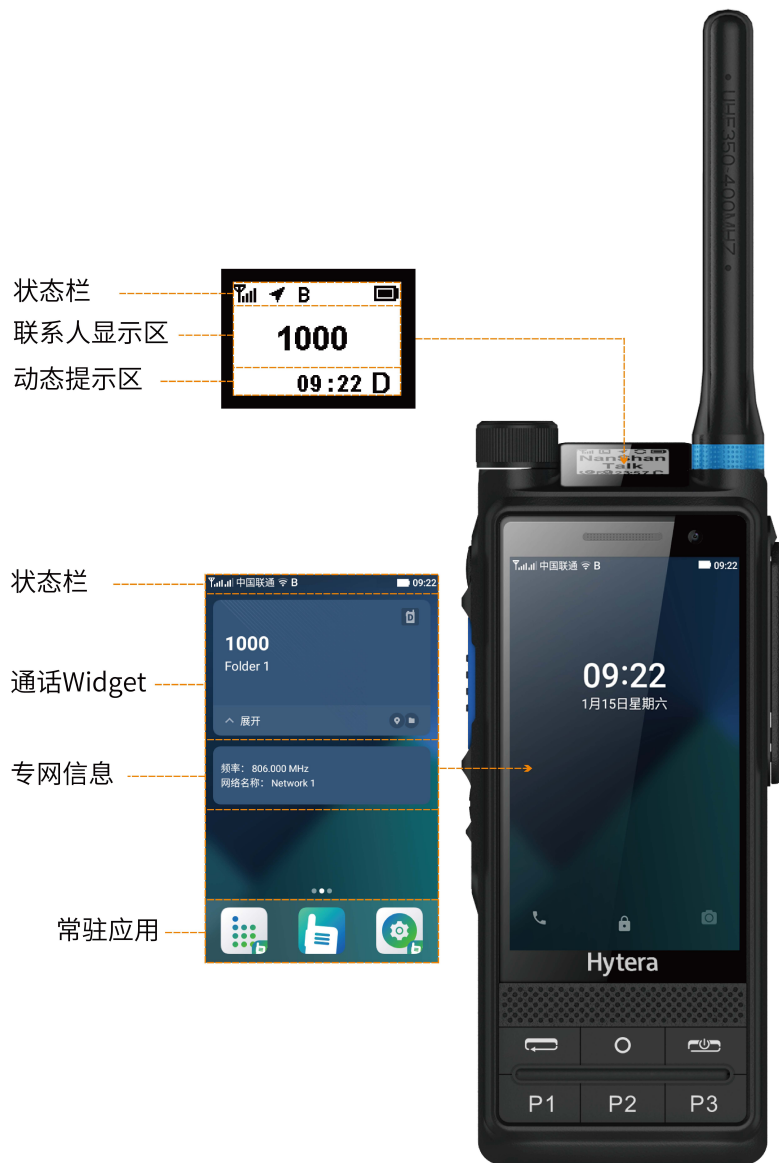 UHF350-400MHZ
状态栏
联系人显示区
动态提示区
B
1000
09:22 D
NanShan
Talk
状态栏
通话Widget
专网信息
常驻应用
中国联通 B 09:22
1000
Folder 1
展开
频率： 806.000 MHz
网络名称： Network 1
中国联通 B 09:22
09:22
1月15日星期六
Hytera
P1 P2 P3